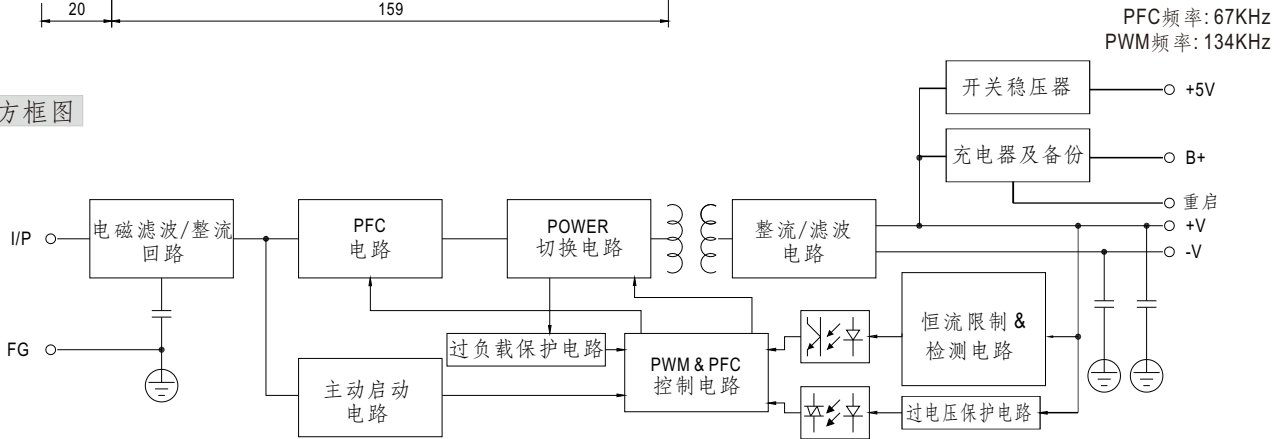 20
159
PFC频率: 67KHz
PWM频率: 134KHz
方框图
开关稳压器
+5V
充电器及备份
B+
重启
I/P
电磁滤波/整流
回路
PFC
电路
POWER
切换电路
整流/滤波
电路
+V
-V
FG
过负载保护电路
PWM & PFC
控制电路
恒流限制 &
检测电路
主动启动
电路
过电压保护电路